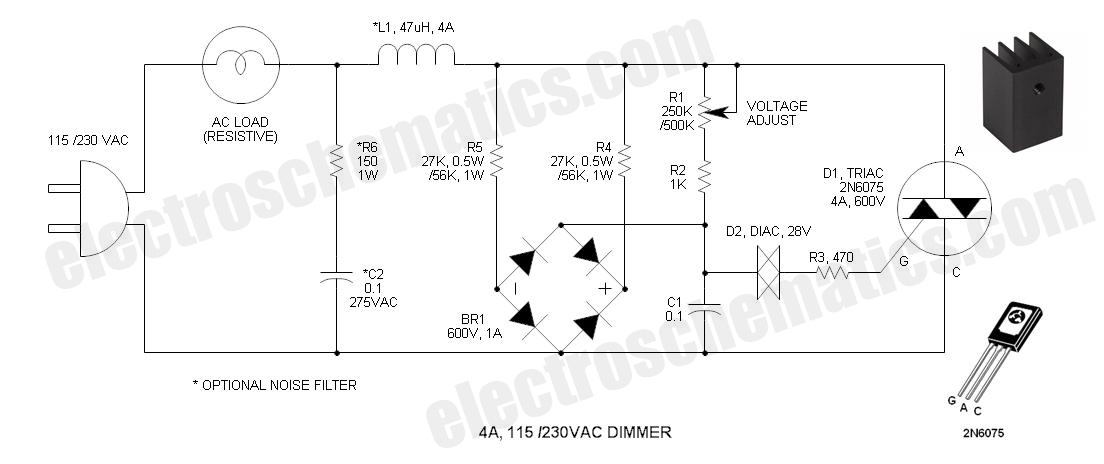 *L1, 47uH, 4A
AC LOAD
(RESISTIVE)
115 /230 VAC
*R6
150
1W
R5
27K, 0.5W
/56K, 1W
R4
27K, 0.5W
/56K, 1W
R1
250K
/500K
VOLTAGE
ADJUST
R2
1K
A
D1, TRIAC
2N6075
4A, 600V
D2, DIAC, 28V
R3, 470
G
C
*C2
0.1
275VAC
- +
BR1
600V, 1A
C1
0.1
* OPTIONAL NOISE FILTER
4A, 115 /230VAC DIMMER
G A C
2N6075
electroschematics.com
electroschematics.com